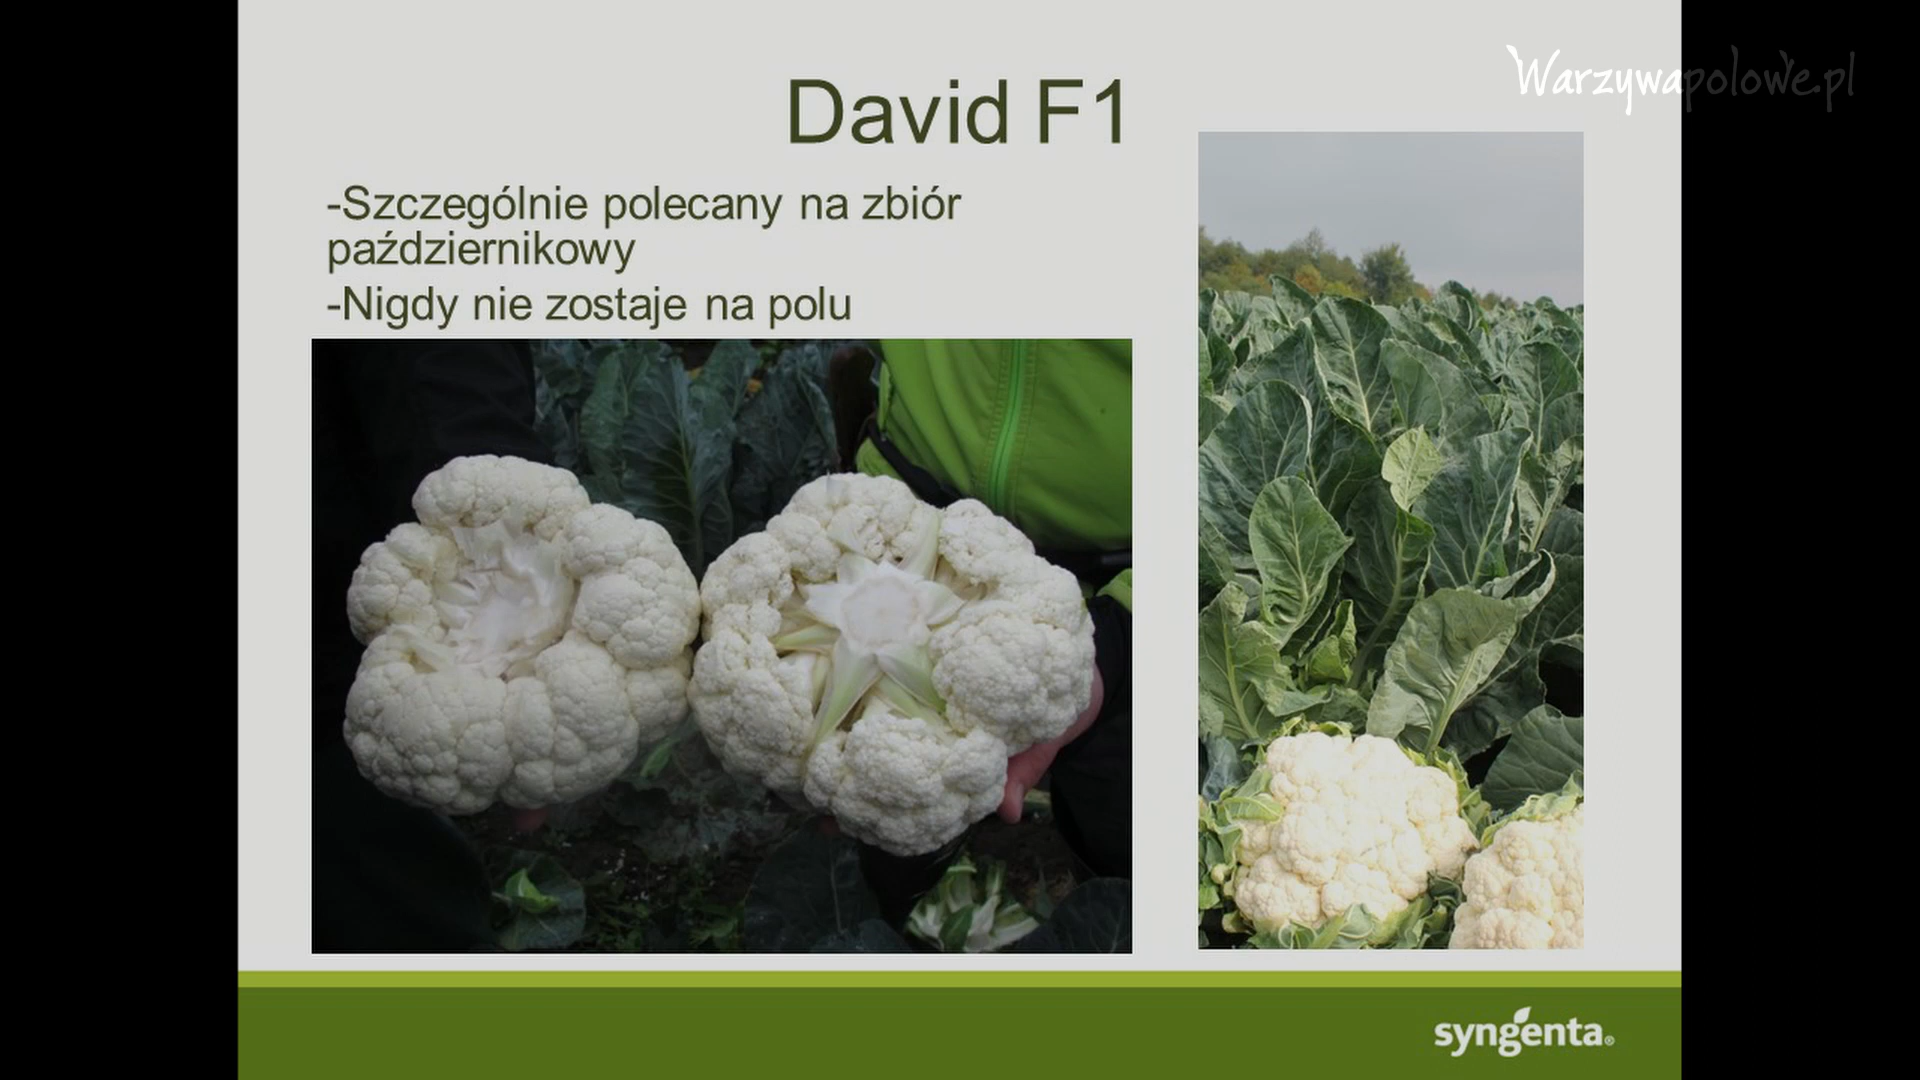 Warzywapolowe.pl
David F1
-Szczególnie polecany na zbiór
październikowy
-Nigdy nie zostaje na polu
syngenta®